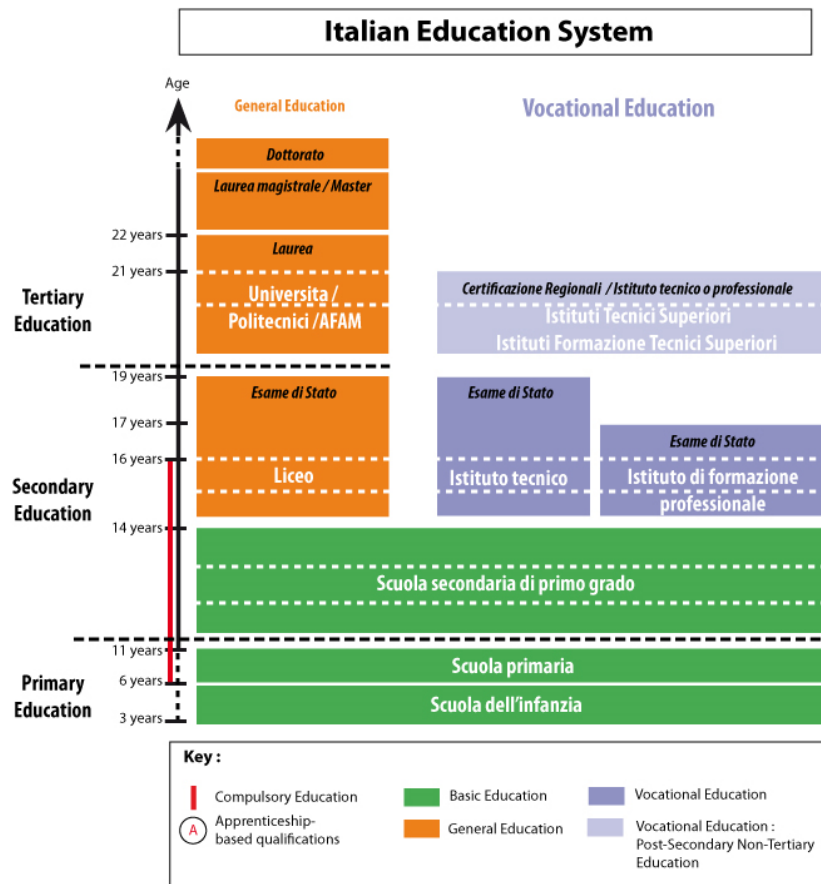 Italian Education System
Age
General Education
Vocational Education
Dottorato
Laurea magistrale / Master
22 years
Laurea
21 years
Universita /
Politecnici /AFAM
Certificazione Regionali / Istituto tecnico o professionale
Istituti Tecnici Superiori
Istituti Formazione Tecnici Superiori
Tertiary
Education
19 years
Esame di Stato
Esame di Stato
17 years
Esame di Stato
16 years
Liceo
Istituto tecnico
Istituto di formazione
professionale
Secondary
Education
14 years
Scuola secondaria di primo grado
11 years
Scuola primaria
6 years
Primary
Education
Scuola dell'infanzia
3 years
Key :
Compulsory Education
Basic Education
Vocational Education
A
Apprenticeship-
based qualifications
General Education
Vocational Education :
Post-Secondary Non-Tertiary
Education